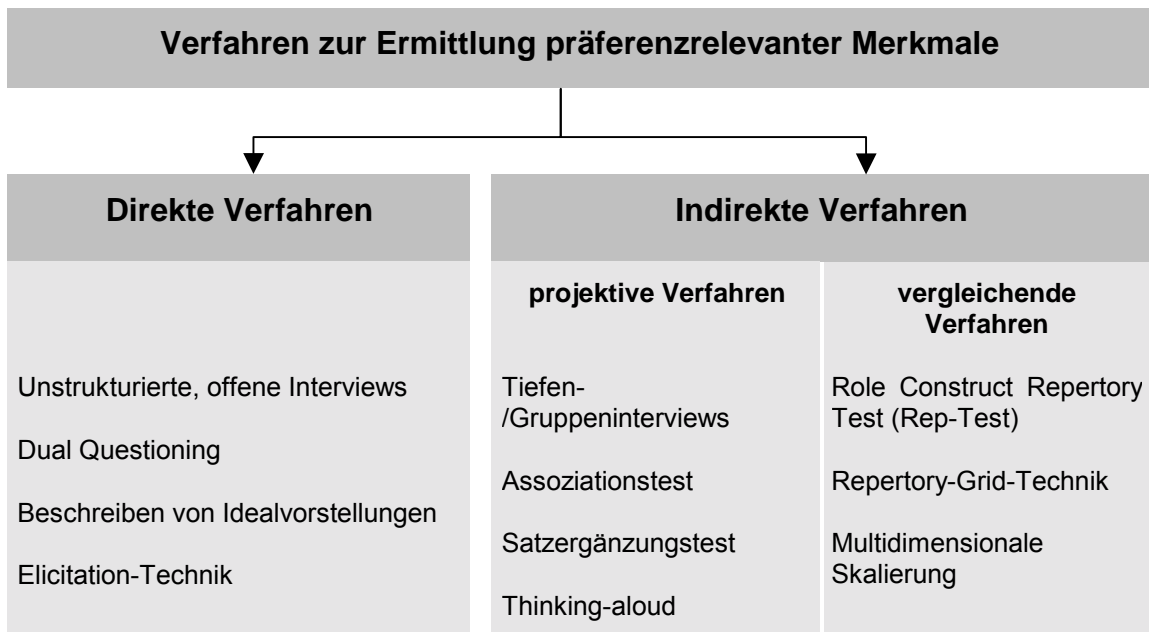 Verfahren zur Ermittlung präferenzrelevanter Merkmale
Direkte Verfahren
Unstrukturierte, offene Interviews
Dual Questioning
Beschreiben von Idealvorstellungen
Elicitation-Technik
Indirekte Verfahren
projektive Verfahren
Tiefen-
/Gruppeninterviews
Assoziationstest
Satzergänzungstest
Thinking-aloud
vergleichende
Verfahren
Role Construct Repertory
Test (Rep-Test)
Repertory-Grid-Technik
Multidimensionale
Skalierung